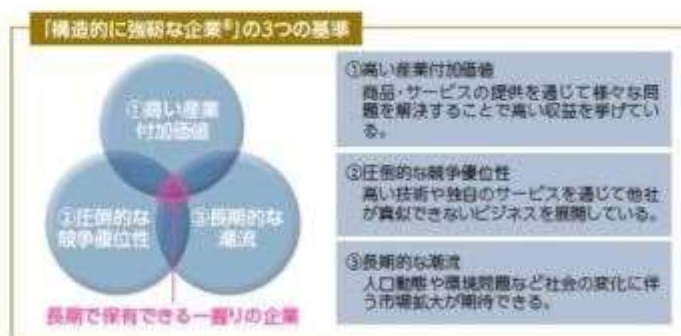 「構造的に強靭な企業®」の3つの基準
①高い産業
付加価値
②圧倒的な
競争優位性
③長期的な
潮流
長期で保有できる一握りの企業
①高い産業付加価値
商品・サービスの提供を通じて様々な問
題を解決することで高い収益を挙げてい
る。
②圧倒的な競争優位性
高い技術や独自のサービスを通じて他社
が真似できないビジネスを展開している。
③長期的な潮流
人口動態や環境問題など社会の変化に伴
う市場拡大が期待できる。